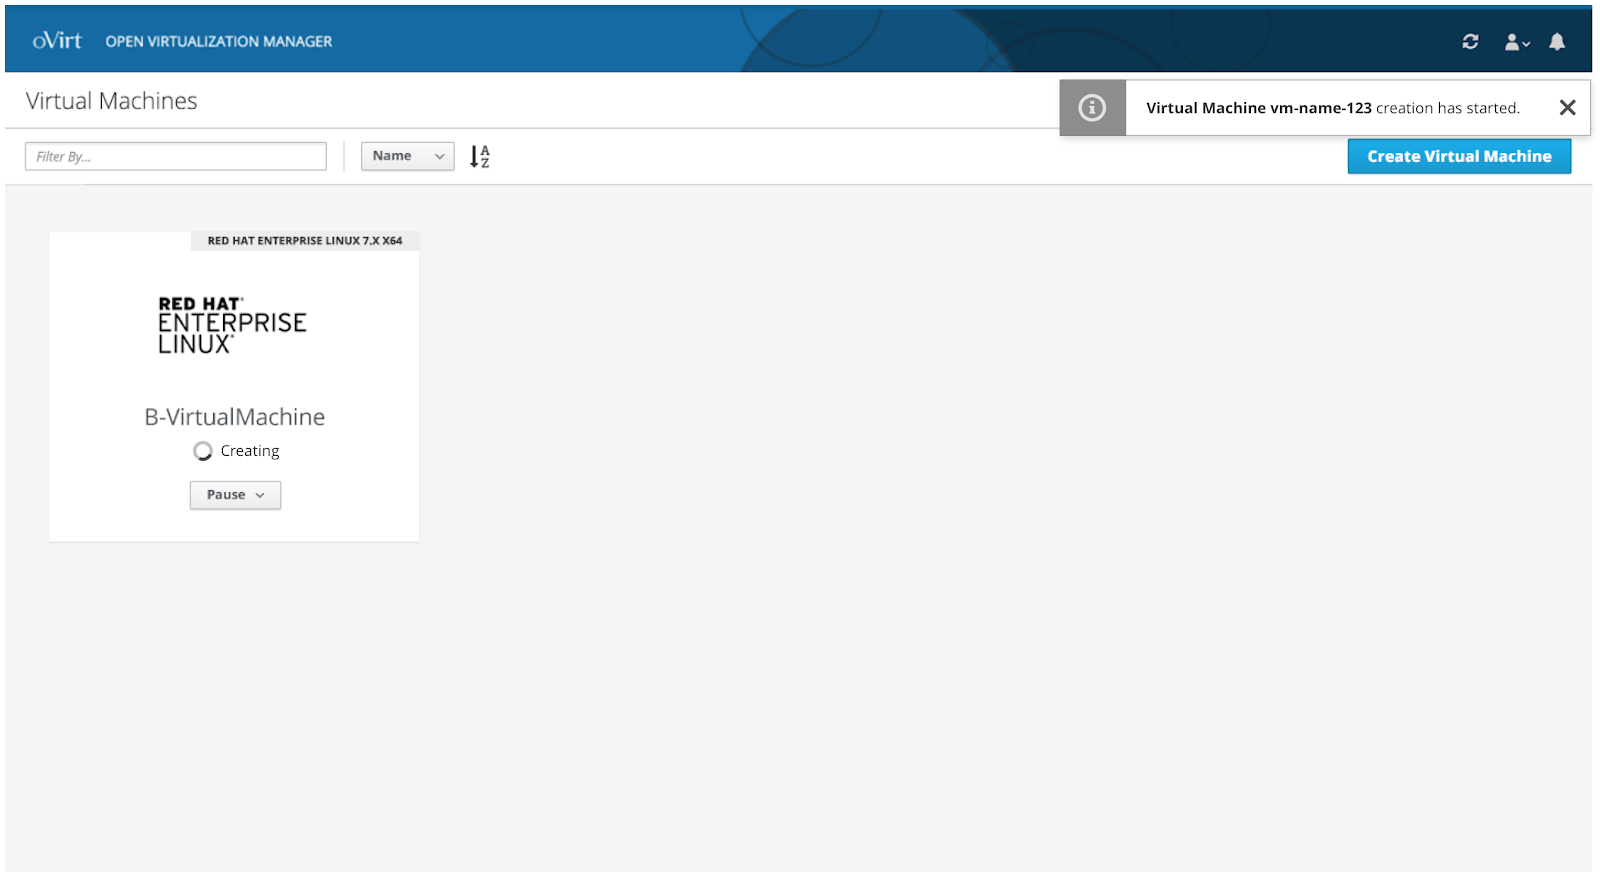 oVirt OPEN VIRTUALIZATION MANAGER
Virtual Machines
Virtual Machine vm-name-123 creation has started.
Filter By...
Name
A
Z
Create Virtual Machine
RED HAT ENTERPRISE LINUX 7.X X64
RED HAT®
ENTERPRISE
LINUX®
B-VirtualMachine
Creating
Pause